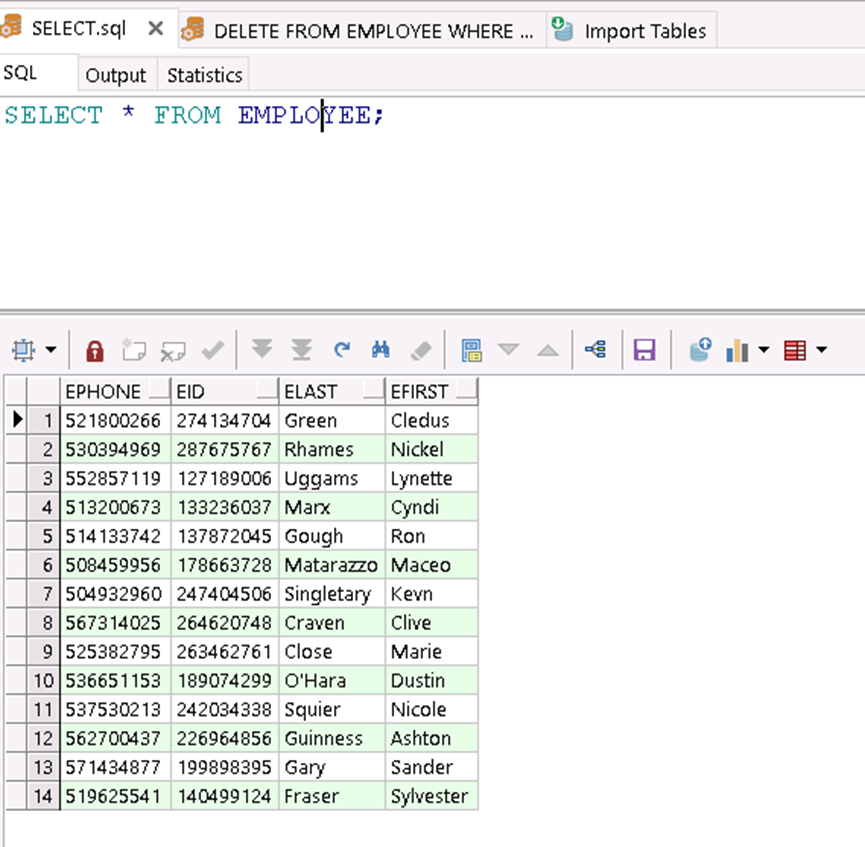 SELECT.sql DELETE FROM EMPLOYEE WHERE ... Import Tables
SQL Output Statistics
SELECT * FROM EMPLOYEE;
EPHONE EID ELAST EFIRST
1 521800266 274134704 Green Cledus
2 530394969 287675767 Rhames Nickel
3 552857119 127189006 Uggams Lynette
4 513200673 133236037 Marx Cyndi
5 514133742 137872045 Gough Ron
6 508459956 178663728 Matarazzo Maceo
7 504932960 247404506 Singletary Kevn
8 567314025 264620748 Craven Clive
9 525382795 263462761 Close Marie
10 536651153 189074299 O'Hara Dustin
11 537530213 242034338 Squier Nicole
12 562700437 226964856 Guinness Ashton
13 571434877 199898395 Gary Sander
14 519625541 140499124 Fraser Sylvester